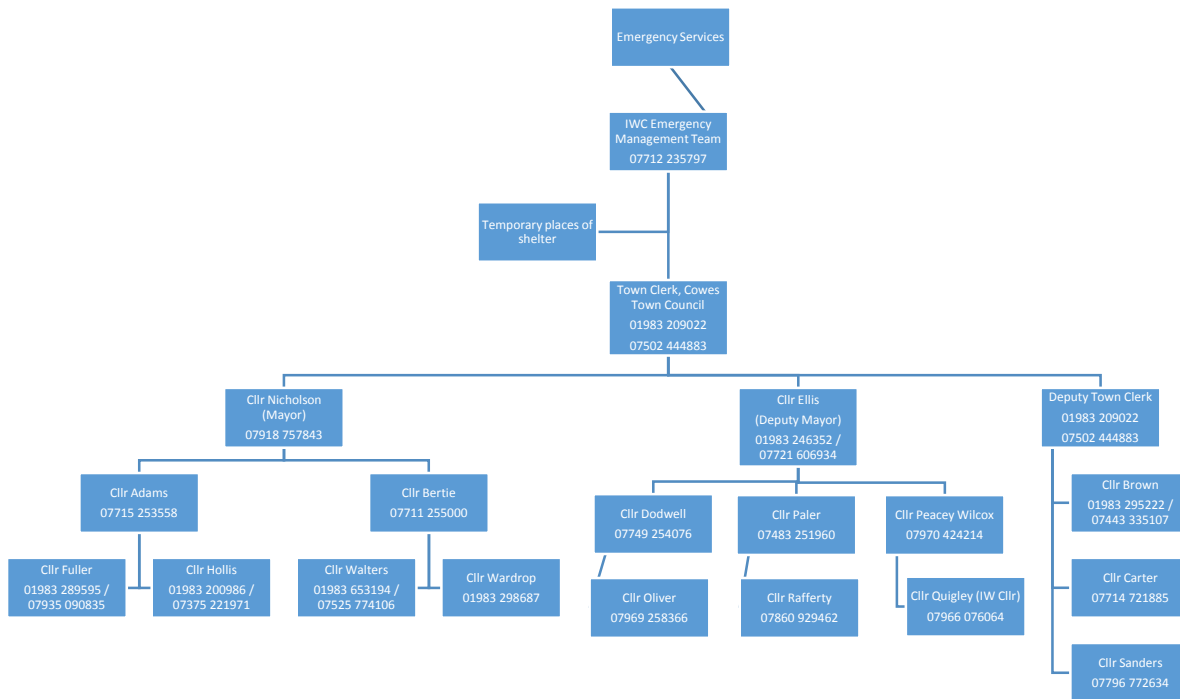 Emergency Services
IWC Emergency
Management Team
07712 235797
Temporary places of
shelter
Town Clerk, Cowes
Town Council
01983 209022
07502 444883
Cllr Nicholson
(Mayor)
07918 757843
Cllr Ellis
(Deputy Mayor)
01983 246352 /
07721 606934
Deputy Town Clerk
01983 209022
07502 444883
Cllr Adams
07715 253558
Cllr Bertie
07711 255000
Cllr Fuller
01983 289595 /
07935 090835
Cllr Hollis
01983 200986 /
07375 221971
Cllr Walters
01983 653194 /
07525 774106
Cllr Wardrop
01983 298687
Cllr Dodwell
07749 254076
Cllr Paler
07483 251960
Cllr Peacey Wilcox
07970 424214
Cllr Oliver
07969 258366
Cllr Rafferty
07860 929462
Cllr Quigley (IW Cllr)
07966 076064
Cllr Brown
01983 295222 /
07443 335107
Cllr Carter
07714 721885
Cllr Sanders
07796 772634